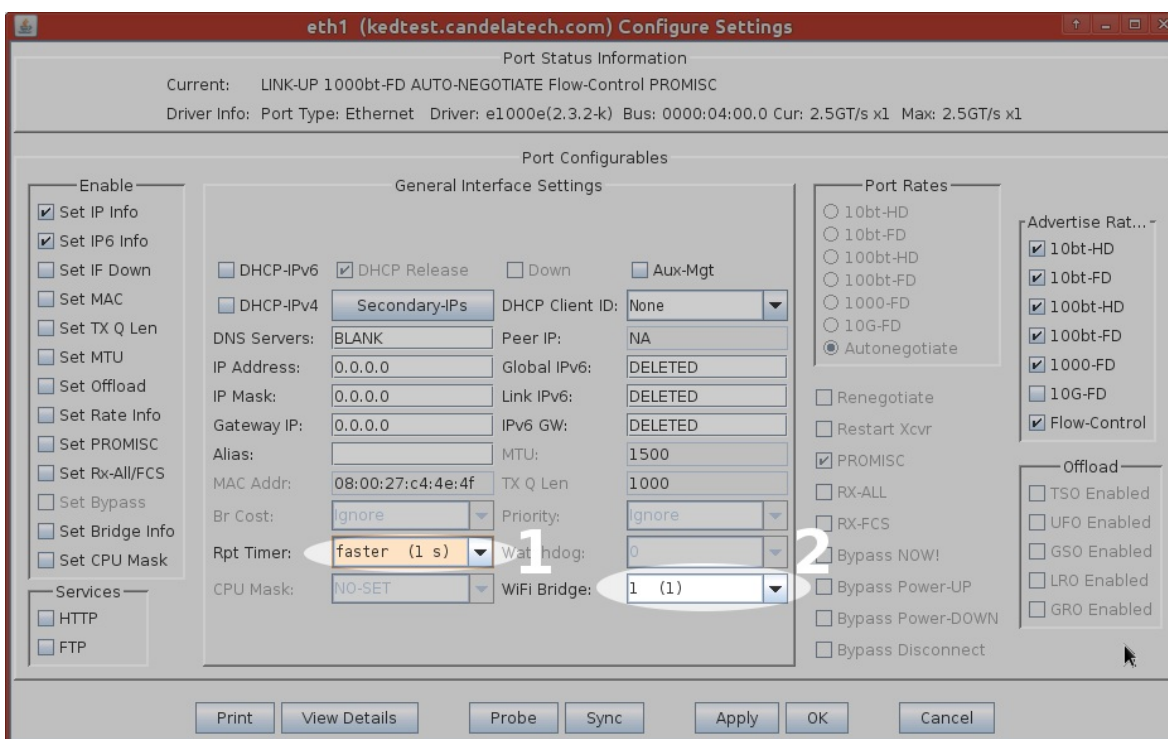 eth1 (kedtest.candelatech.com) Configure Settings
Port Status Information
Current: LINK-UP 1000bt-FD AUTO-NEGOTIATE Flow-Control PROMISC
Driver Info: Port Type: Ethernet Driver: e1000e(2.3.2-k) Bus: 0000:04:00.0 Cur: 2.5GT/s x1 Max: 2.5GT/s x1
Port Configurables
Enable
Set IP Info
Set IP6 Info
Set IF Down
Set MAC
Set TX Q Len
Set MTU
Set Offload
Set Rate Info
Set PROMISC
Set Rx-All/FCS
Set Bypass
Set Bridge Info
Set CPU Mask
Services
HTTP
FTP
General Interface Settings
DHCP-IPv6 DHCP Release Down Aux-Mgt
DHCP-IPv4 Secondary-IPs DHCP Client ID: None
DNS Servers: BLANK Peer IP: NA
IP Address: 0.0.0.0 Global IPv6: DELETED
IP Mask: 0.0.0.0 Link IPv6: DELETED
Gateway IP: 0.0.0.0 IPv6 GW: DELETED
Alias: MTU: 1500
MAC Addr: 08:00:27:c4:4e:4f TX Q Len 1000
Br Cost: Ignore Priority: Ignore
Rpt Timer: faster (1 s) 1 Watchdog: 0 2
CPU Mask: NO-SET WiFi Bridge: 1 (1)
Port Rates
10bt-HD
10bt-FD
100bt-HD
100bt-FD
1000-FD
10G-FD
Autonegotiate
Renegotiate
Restart Xcvr
PROMISC
RX-ALL
RX-FCS
Bypass NOW!
Bypass Power-UP
Bypass Power-DOWN
Bypass Disconnect
Advertise Rat...
10bt-HD
10bt-FD
100bt-HD
100bt-FD
1000-FD
10G-FD
Flow-Control
Offload
TSO Enabled
UFO Enabled
GSO Enabled
LRO Enabled
GRO Enabled
Print View Details Probe Sync Apply OK Cancel